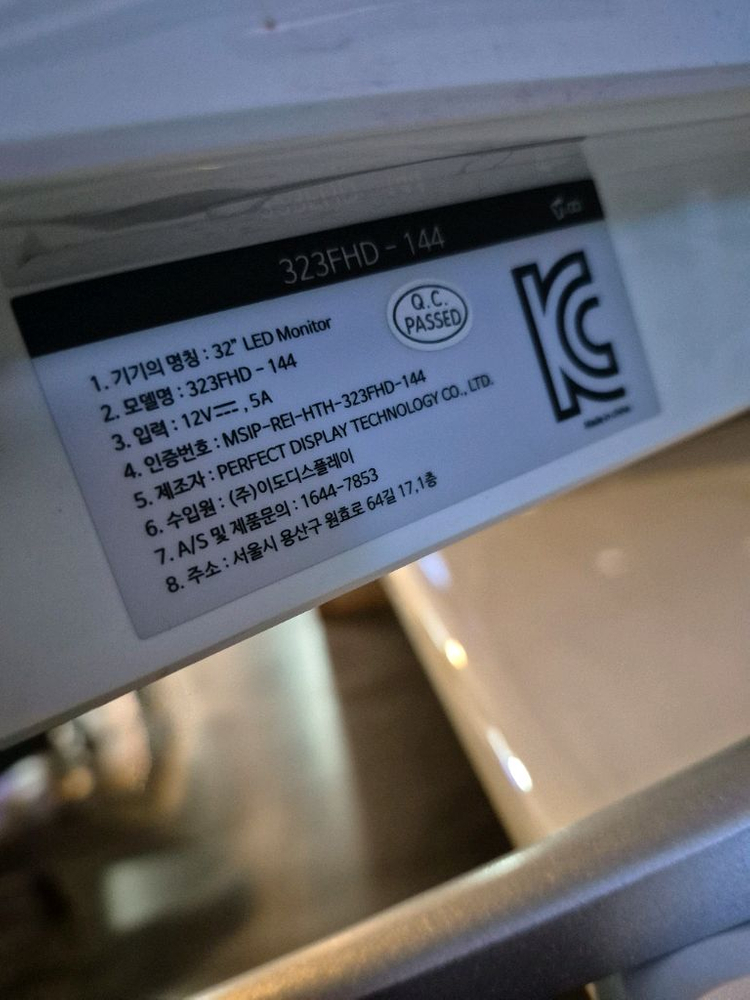 323FHD - 144
Q.C.
PASSED
1. 기기의 명칭 : 32" LED Monitor
2. 모델명 : 323FHD - 144
3. 입력 : 12V⎓, 5A
4. 인증번호 : MSIP-REI-HTH-323FHD-144
5. 제조자 : PERFECT DISPLAY TECHNOLOGY CO., LTD.
6. 수입원 : (주)이도디스플레이
7. A/S 및 제품문의 : 1644-7853
8. 주소 : 서울시 용산구 원효로 64길 17,1층
Made in china